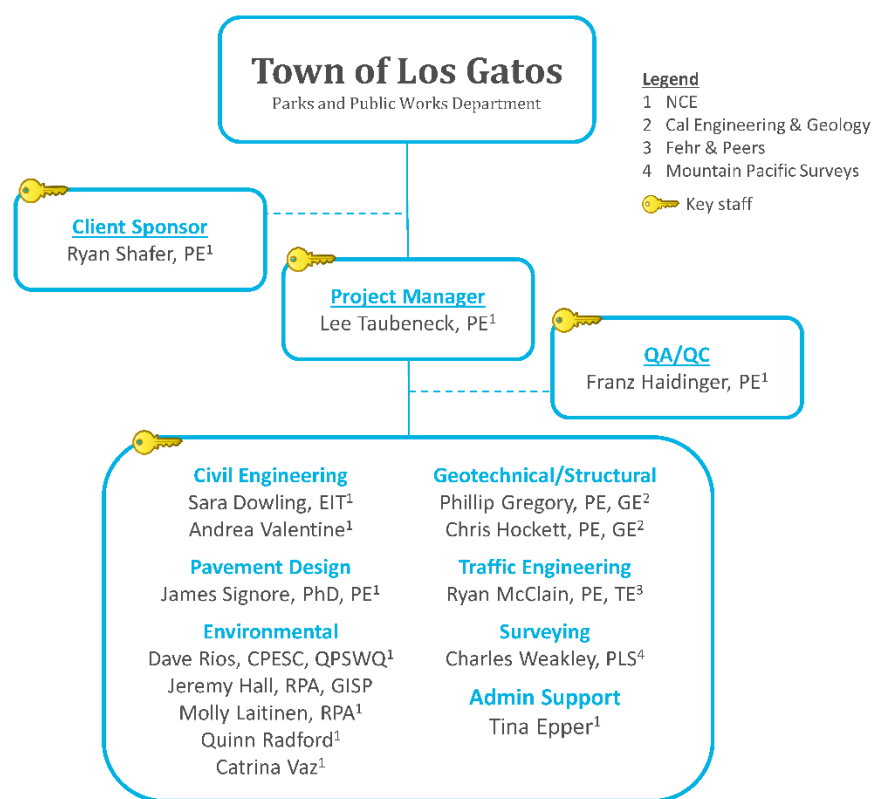 Town of Los Gatos
Parks and Public Works Department
Legend
1 NCE
2 Cal Engineering & Geology
3 Fehr & Peers
4 Mountain Pacific Surveys
Key staff
Client Sponsor
Ryan Shafer, PE¹
Project Manager
Lee Taubeneck, PE¹
QA/QC
Franz Haidinger, PE¹
Civil Engineering
Sara Dowling, EIT¹
Andrea Valentine¹
Pavement Design
James Signore, PhD, PE¹
Environmental
Dave Rios, CPESC, QPSWQ¹
Jeremy Hall, RPA, GISP
Molly Laitinen, RPA¹
Quinn Radford¹
Catrina Vaz¹
Geotechnical/Structural
Phillip Gregory, PE, GE²
Chris Hockett, PE, GE²
Traffic Engineering
Ryan McClain, PE, TE³
Surveying
Charles Weakley, PLS⁴
Admin Support
Tina Epper¹